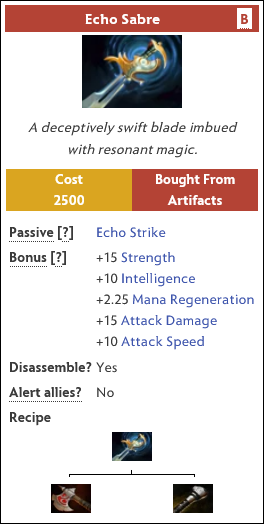 Echo Sabre B
A deceptively swift blade imbued
with resonant magic.
Cost Bought From
2500 Artifacts
Passive [?] Echo Strike
Bonus [?] +15 Strength
+10 Intelligence
+2.25 Mana Regeneration
+15 Attack Damage
+10 Attack Speed
Disassemble? Yes
Alert allies? No
Recipe